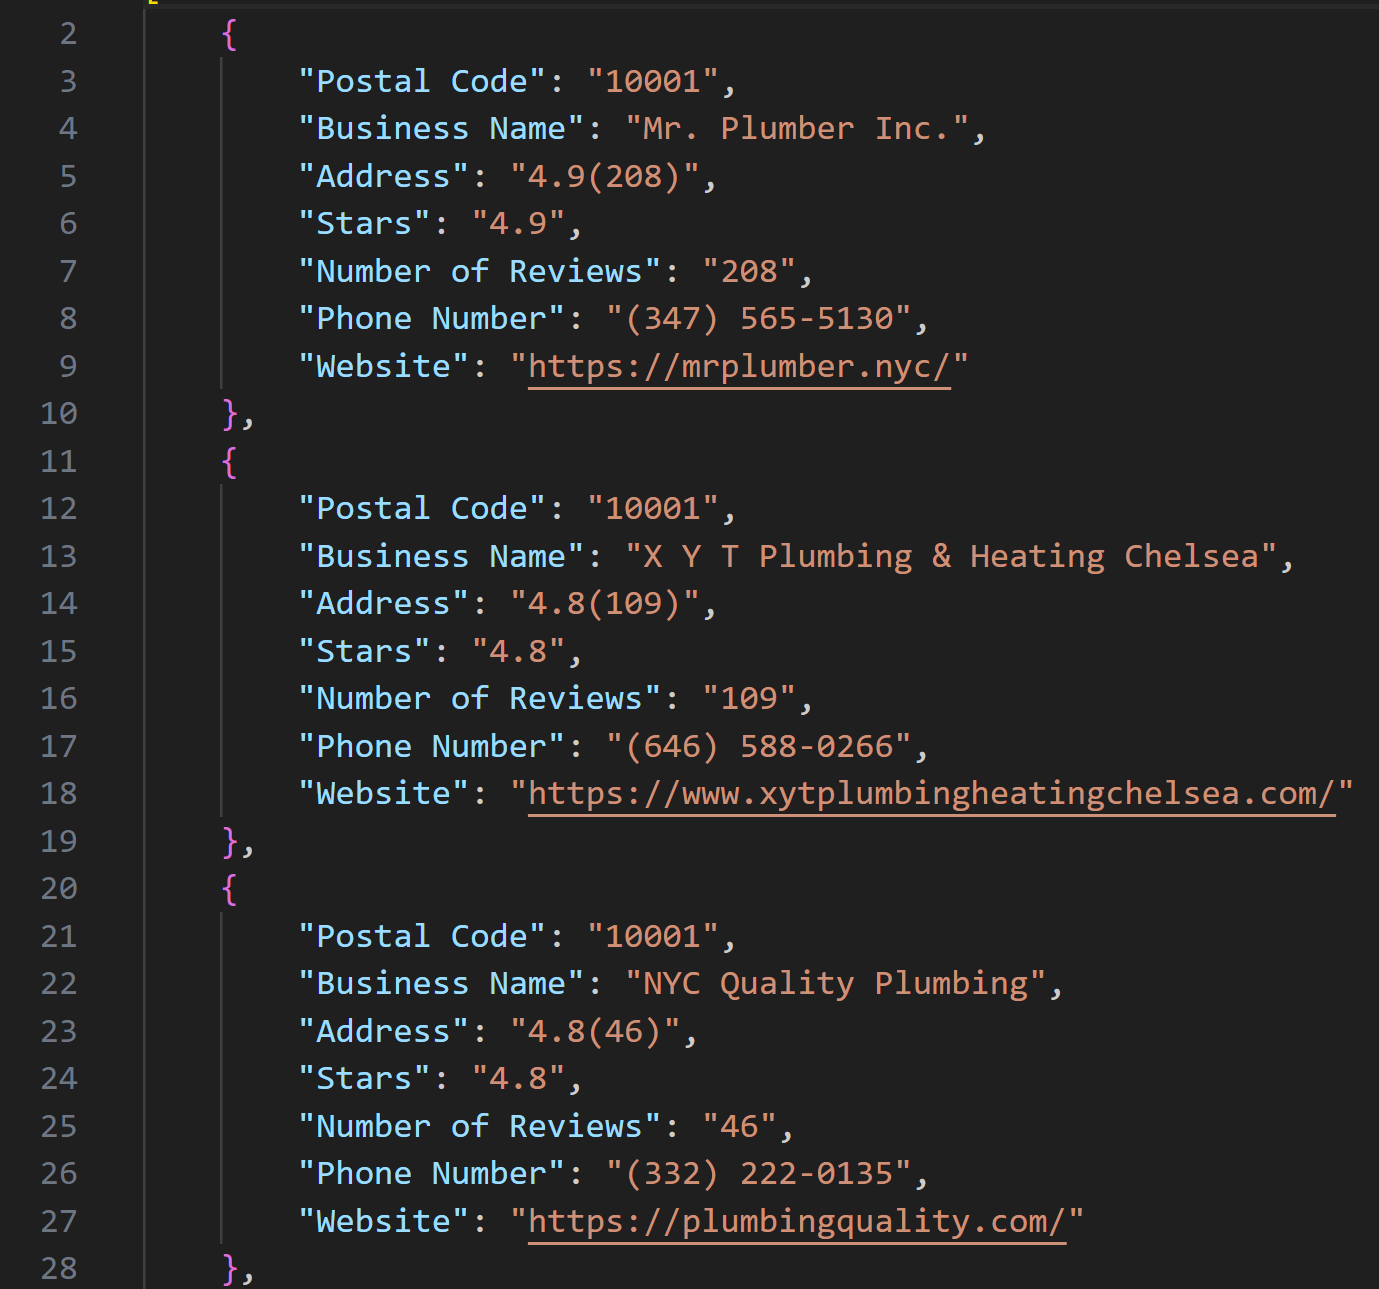 [
2 {
3 "Postal Code": "10001",
4 "Business Name": "Mr. Plumber Inc.",
5 "Address": "4.9(208)",
6 "Stars": "4.9",
7 "Number of Reviews": "208",
8 "Phone Number": "(347) 565-5130",
9 "Website": "https://mrplumber.nyc/"
10 },
11 {
12 "Postal Code": "10001",
13 "Business Name": "X Y T Plumbing & Heating Chelsea",
14 "Address": "4.8(109)",
15 "Stars": "4.8",
16 "Number of Reviews": "109",
17 "Phone Number": "(646) 588-0266",
18 "Website": "https://www.xytplumbingheatingchelsea.com/"
19 },
20 {
21 "Postal Code": "10001",
22 "Business Name": "NYC Quality Plumbing",
23 "Address": "4.8(46)",
24 "Stars": "4.8",
25 "Number of Reviews": "46",
26 "Phone Number": "(332) 222-0135",
27 "Website": "https://plumbingquality.com/"
28 },